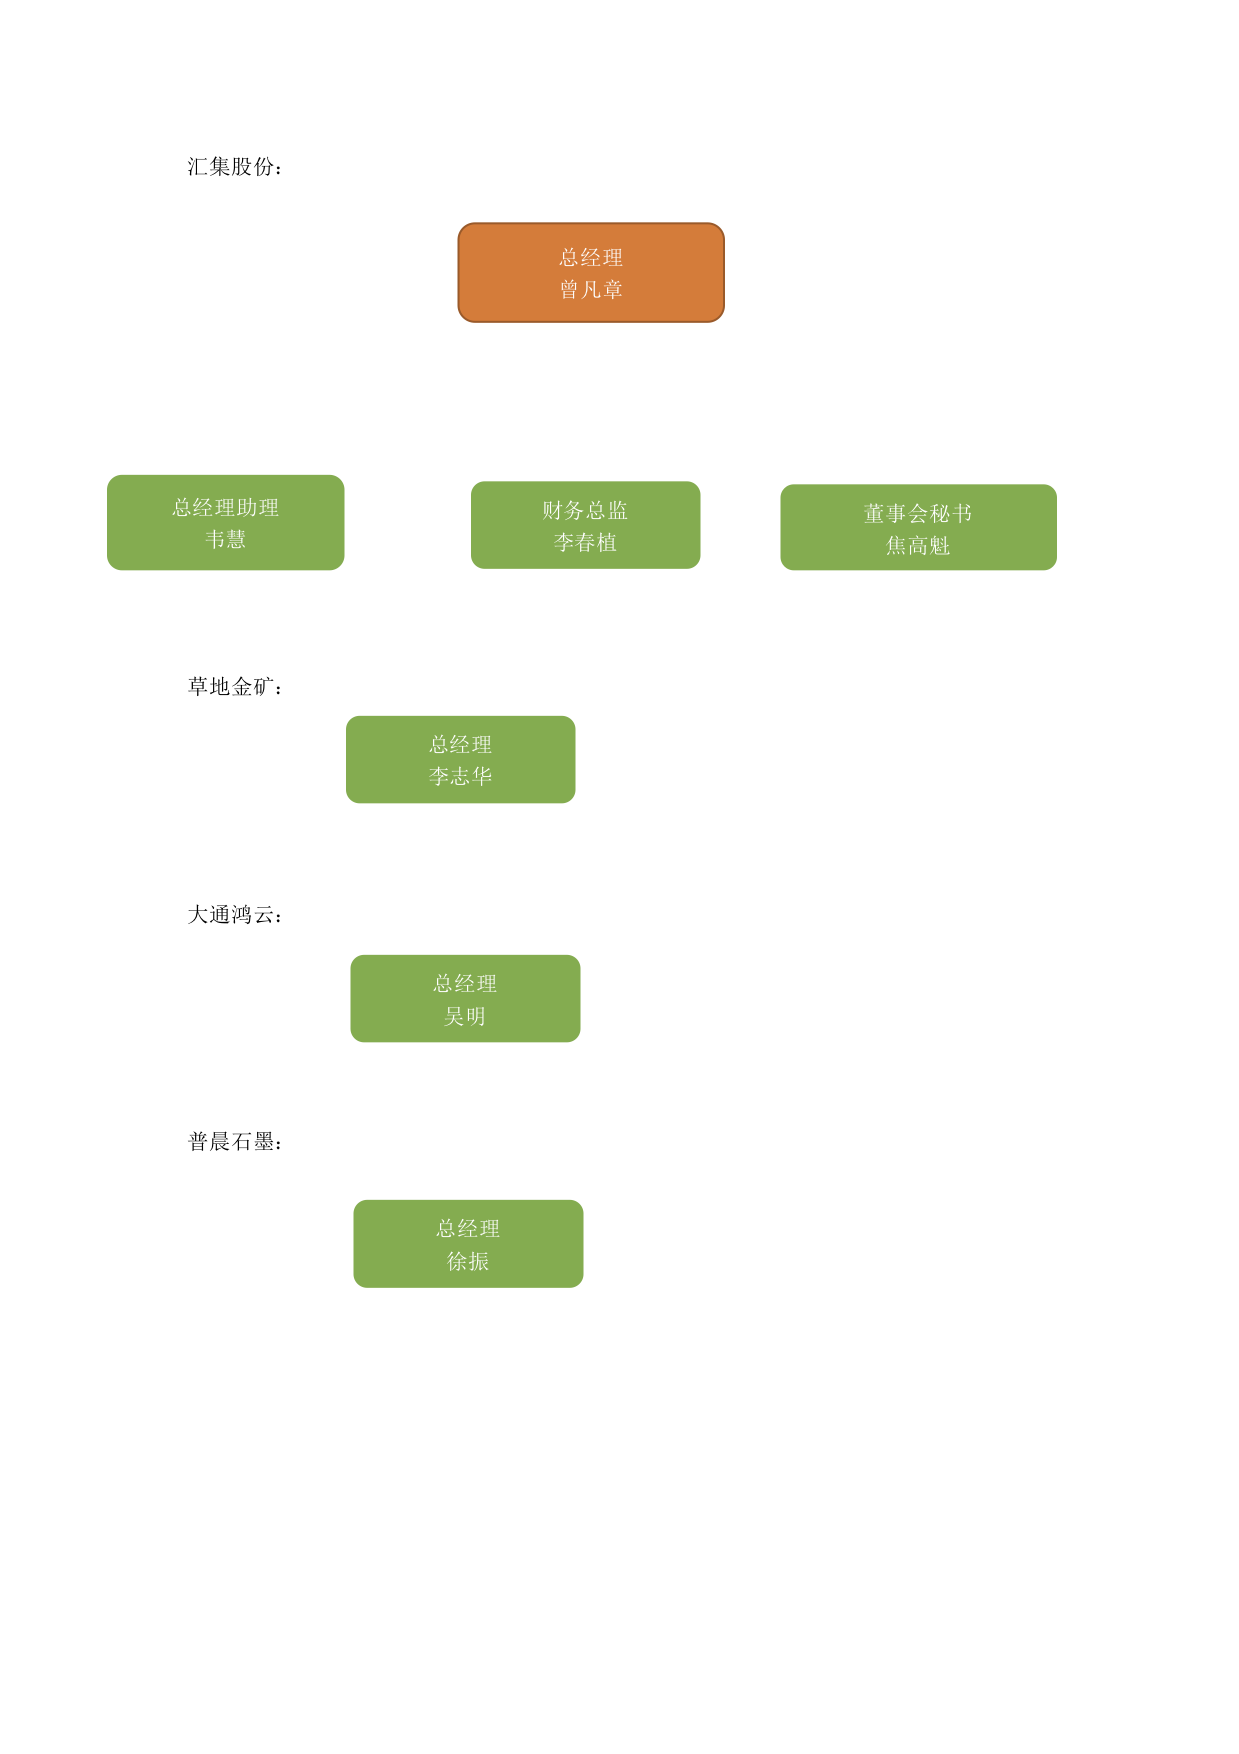 汇集股份：
总经理
曾凡章
总经理助理
韦慧
财务总监
李春植
董事会秘书
焦高魁
草地金矿：
总经理
李志华
大通鸿云：
总经理
吴明
普晨石墨：
总经理
徐振